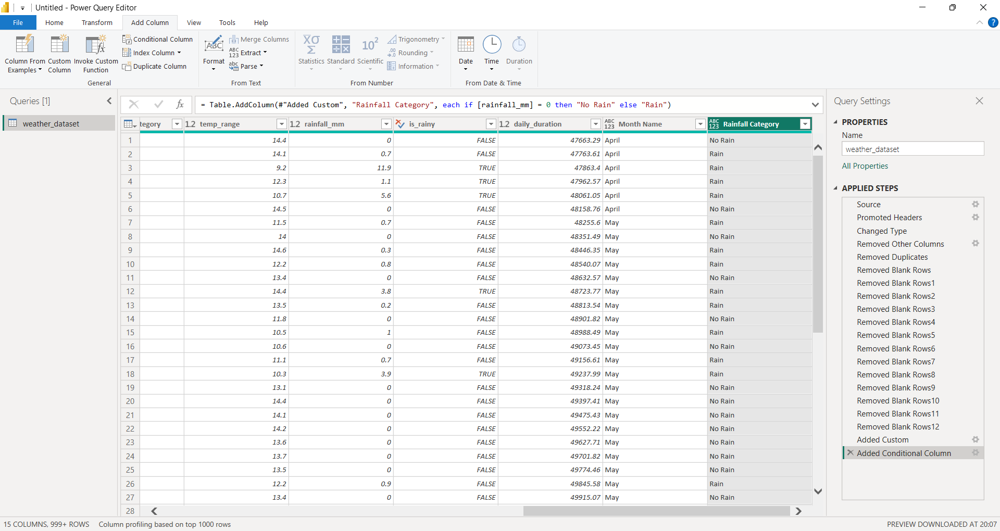 Untitled - Power Query Editor
File Home Transform Add Column View Tools Help
Column From Examples
Custom Column
Invoke Custom Function
Conditional Column
Index Column
Duplicate Column
General
ABC
Format
Merge Columns
ABC 123 Extract
abc Parse
From Text
XΣ
Statistics
Standard
10²
Scientific
Trigonometry
.00 Rounding
Information
From Number
Date
Time
Duration
From Date & Time
Queries [1]
weather_dataset
fx = Table.AddColumn(#"Added Custom", "Rainfall Category", each if [rainfall_mm] = 0 then "No Rain" else "Rain")
tegory 1.2 temp_range 1.2 rainfall_mm is_rainy 1.2 daily_duration ABC 123 Month Name ABC 123 Rainfall Category
1 14.4 0 FALSE 47663.29 April No Rain
2 14.1 0.7 FALSE 47763.61 April Rain
3 9.2 11.9 TRUE 47863.4 April Rain
4 12.3 1.1 TRUE 47962.57 April Rain
5 10.7 5.6 TRUE 48061.05 April Rain
6 14.5 0 FALSE 48158.76 April No Rain
7 11.5 0.7 FALSE 48255.6 May Rain
8 14 0 FALSE 48351.49 May No Rain
9 14.6 0.3 FALSE 48446.35 May Rain
10 12.2 0.8 FALSE 48540.07 May Rain
11 13.4 0 FALSE 48632.57 May No Rain
12 14.4 3.8 TRUE 48723.77 May Rain
13 13.5 0.2 FALSE 48813.54 May Rain
14 11.8 0 FALSE 48901.82 May No Rain
15 10.5 1 FALSE 48988.49 May Rain
16 10.6 0 FALSE 49073.45 May No Rain
17 11.1 0.7 FALSE 49156.61 May Rain
18 10.3 3.9 TRUE 49237.99 May Rain
19 13.1 0 FALSE 49318.24 May No Rain
20 14.4 0 FALSE 49397.41 May No Rain
21 14.1 0 FALSE 49475.43 May No Rain
22 14.2 0 FALSE 49552.22 May No Rain
23 13.6 0 FALSE 49627.71 May No Rain
24 13.7 0 FALSE 49701.82 May No Rain
25 13.5 0 FALSE 49774.46 May No Rain
26 12.2 0.9 FALSE 49845.58 May Rain
27 13.4 0 FALSE 49915.07 May No Rain
28
Query Settings
PROPERTIES
Name
weather_dataset
All Properties
APPLIED STEPS
Source
Promoted Headers
Changed Type
Removed Other Columns
Removed Duplicates
Removed Blank Rows
Removed Blank Rows1
Removed Blank Rows2
Removed Blank Rows3
Removed Blank Rows4
Removed Blank Rows5
Removed Blank Rows6
Removed Blank Rows7
Removed Blank Rows8
Removed Blank Rows9
Removed Blank Rows10
Removed Blank Rows11
Removed Blank Rows12
Added Custom
Added Conditional Column
15 COLUMNS, 999+ ROWS Column profiling based on top 1000 rows
PREVIEW DOWNLOADED AT 20:07